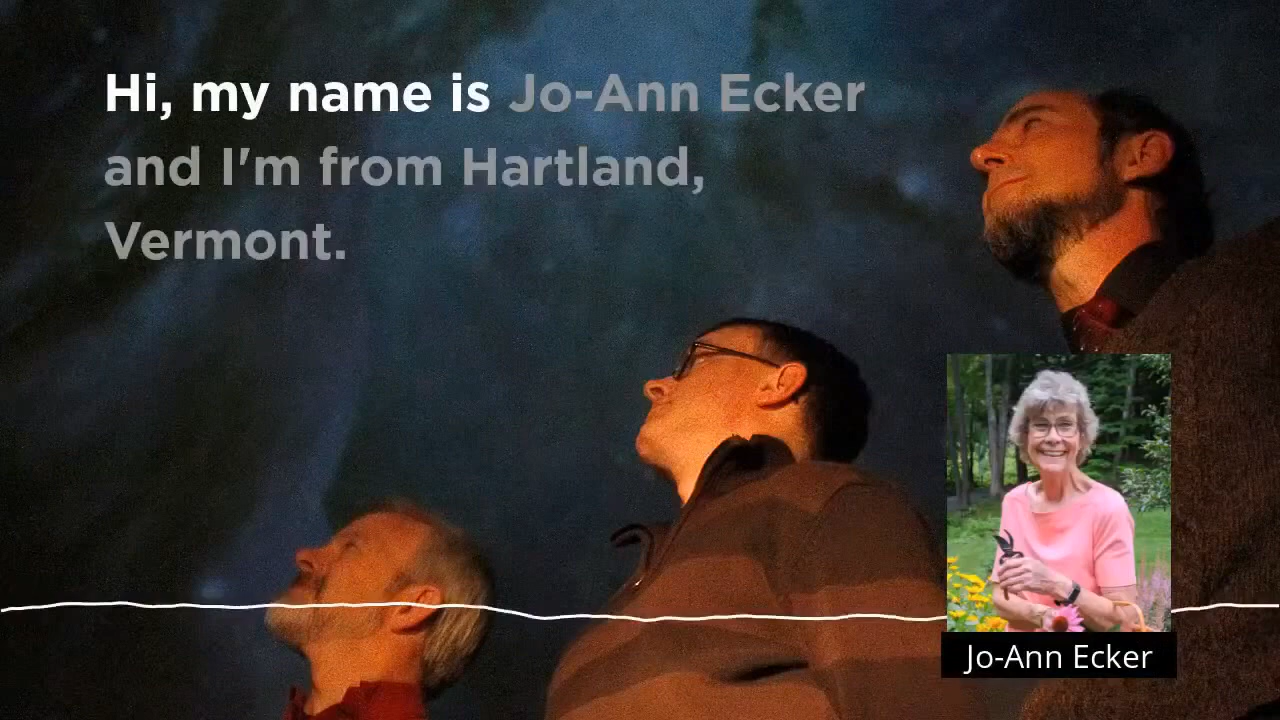 Hi, my name is Jo-Ann Ecker
and I'm from Hartland,
Vermont.
Jo-Ann Ecker